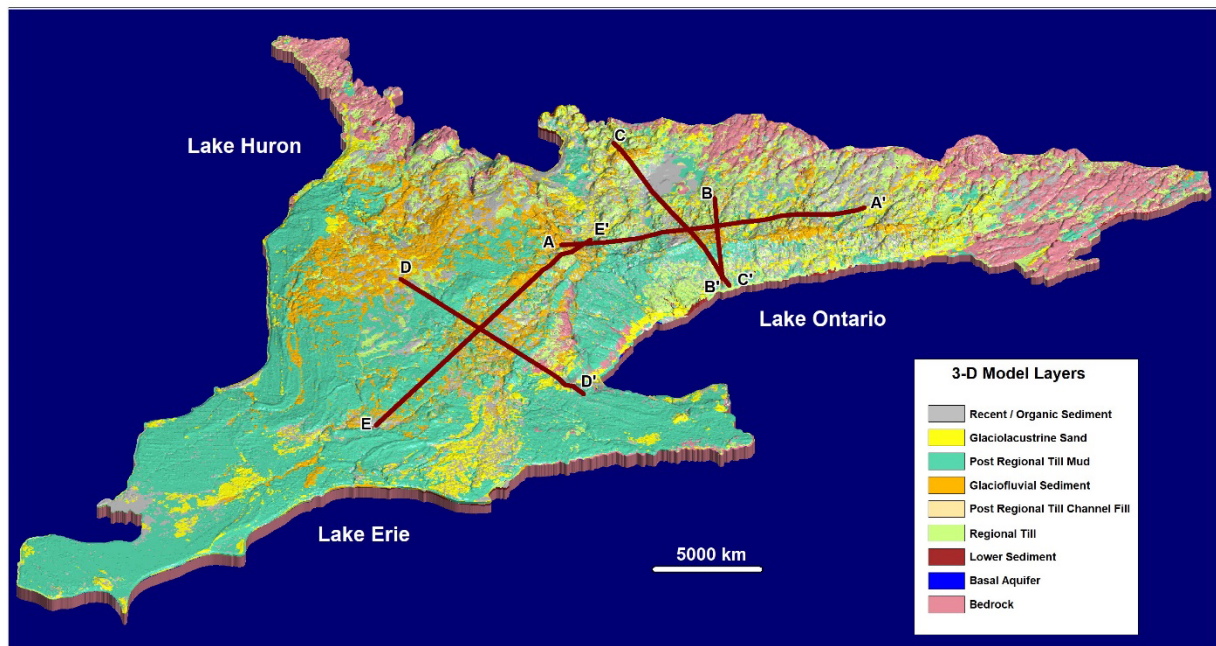 Lake Huron
C
B
A'
A
E'
D
B'
C'
Lake Ontario
D'
E
Lake Erie
5000 km
3-D Model Layers
Recent / Organic Sediment
Glaciolacustrine Sand
Post Regional Till Mud
Glaciofluvial Sediment
Post Regional Till Channel Fill
Regional Till
Lower Sediment
Basal Aquifer
Bedrock